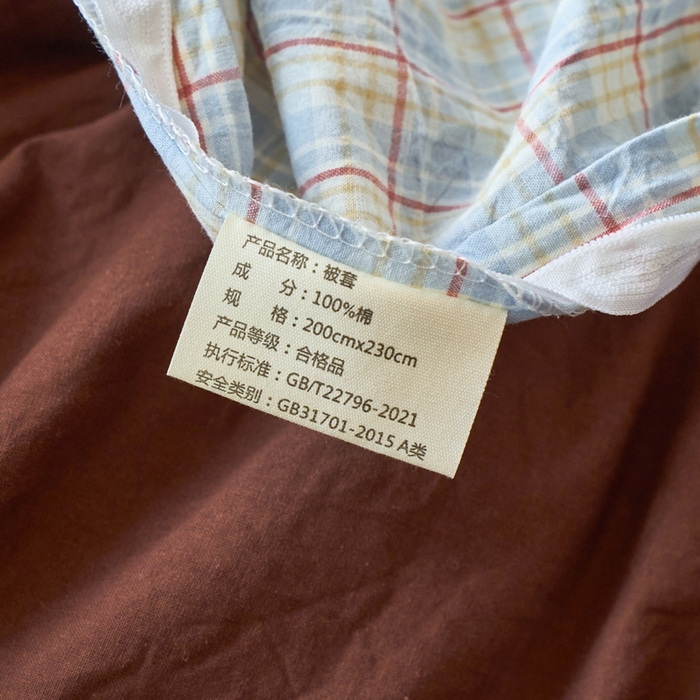 产品名称：被套
成 分：100%棉
规 格：200cmx230cm
产品等级：合格品
执行标准：GB/T22796-2021
安全类别：GB31701-2015 A类